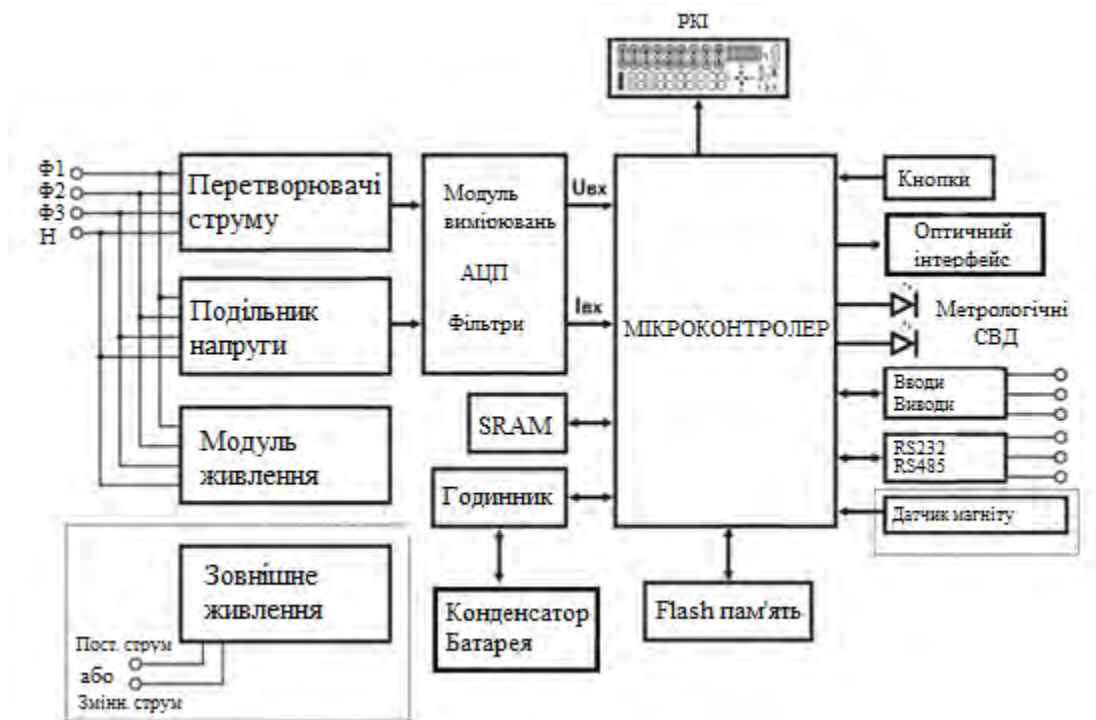 РКІ
Ф1
Ф2
Ф3
Н
Перетворювачі
струму
Модуль
вимірювань
АЦП
Фільтри
Uвх
Iвх
МІКРОКОНТРОЛЕР
Кнопки
Оптичний
інтерфейс
Метрологічні
СВД
Вводи
Виводи
RS232
RS485
Датчик магніту
Подільник
напруги
Модуль
живлення
SRAM
Годинник
Конденсатор
Батарея
Flash пам'ять
Зовнішне
живлення
Пост. струм
або
Змінн. струм